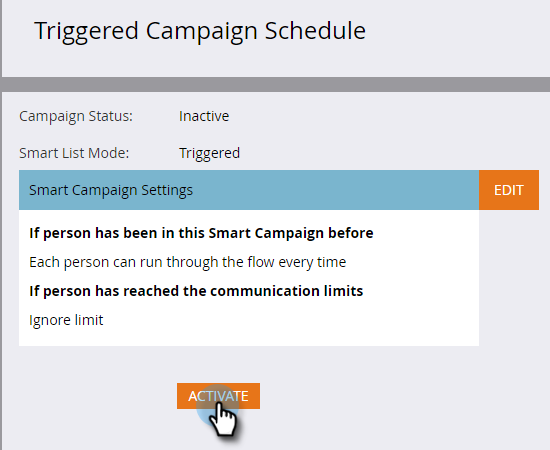 Triggered Campaign Schedule
Campaign Status: Inactive
Smart List Mode: Triggered
Smart Campaign Settings EDIT
If person has been in this Smart Campaign before
Each person can run through the flow every time
If person has reached the communication limits
Ignore limit
ACTIVATE